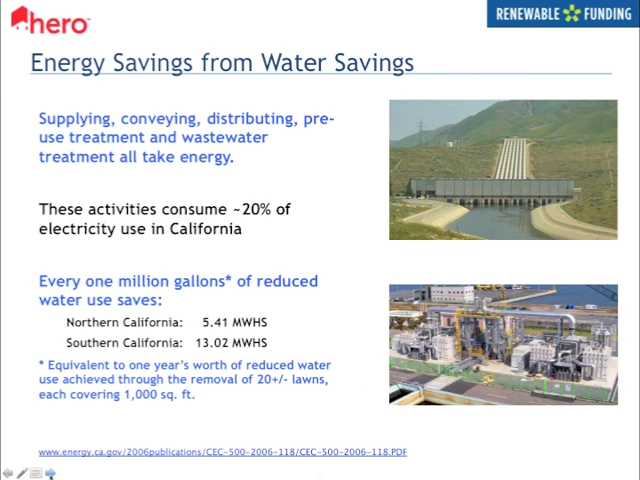 hero
RENEWABLE FUNDING
Energy Savings from Water Savings
Supplying, conveying, distributing, pre-
use treatment and wastewater
treatment all take energy.
These activities consume ~20% of
electricity use in California
Every one million gallons* of reduced
water use saves:
Northern California: 5.41 MWHS
Southern California: 13.02 MWHS
* Equivalent to one year's worth of reduced water
use achieved through the removal of 20+/- lawns,
each covering 1,000 sq. ft.
www.energy.ca.gov/2006publications/CEC-500-2006-118/CEC-500-2006-118.PDF